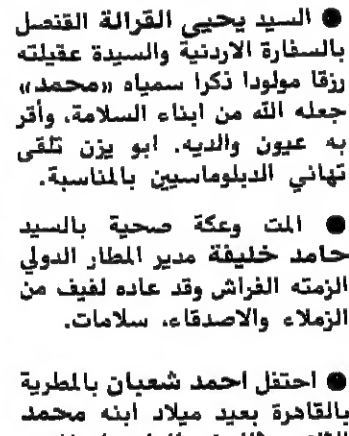 ● السيد يحيى القرالة القنصل
بالسفارة الاردنية والسيدة عقيلته
رزقا مولودا ذكرا سمياه «محمد»
جعله الله من ابناء السلامة، وأقر
به عيون والديه. ابو يزن تلقى
تهاني الدبلوماسيين بالمناسبة.
● المت وعكة صحية بالسيد
حامد خليفة مدير المطار الدولي
الزمته الفراش وقد عاده لفيف من
الزملاء والاصدقاء، سلامات.
● احتفل احمد شعبان بالمطرية
بالقاهرة بعيد ميلاد ابنه محمد